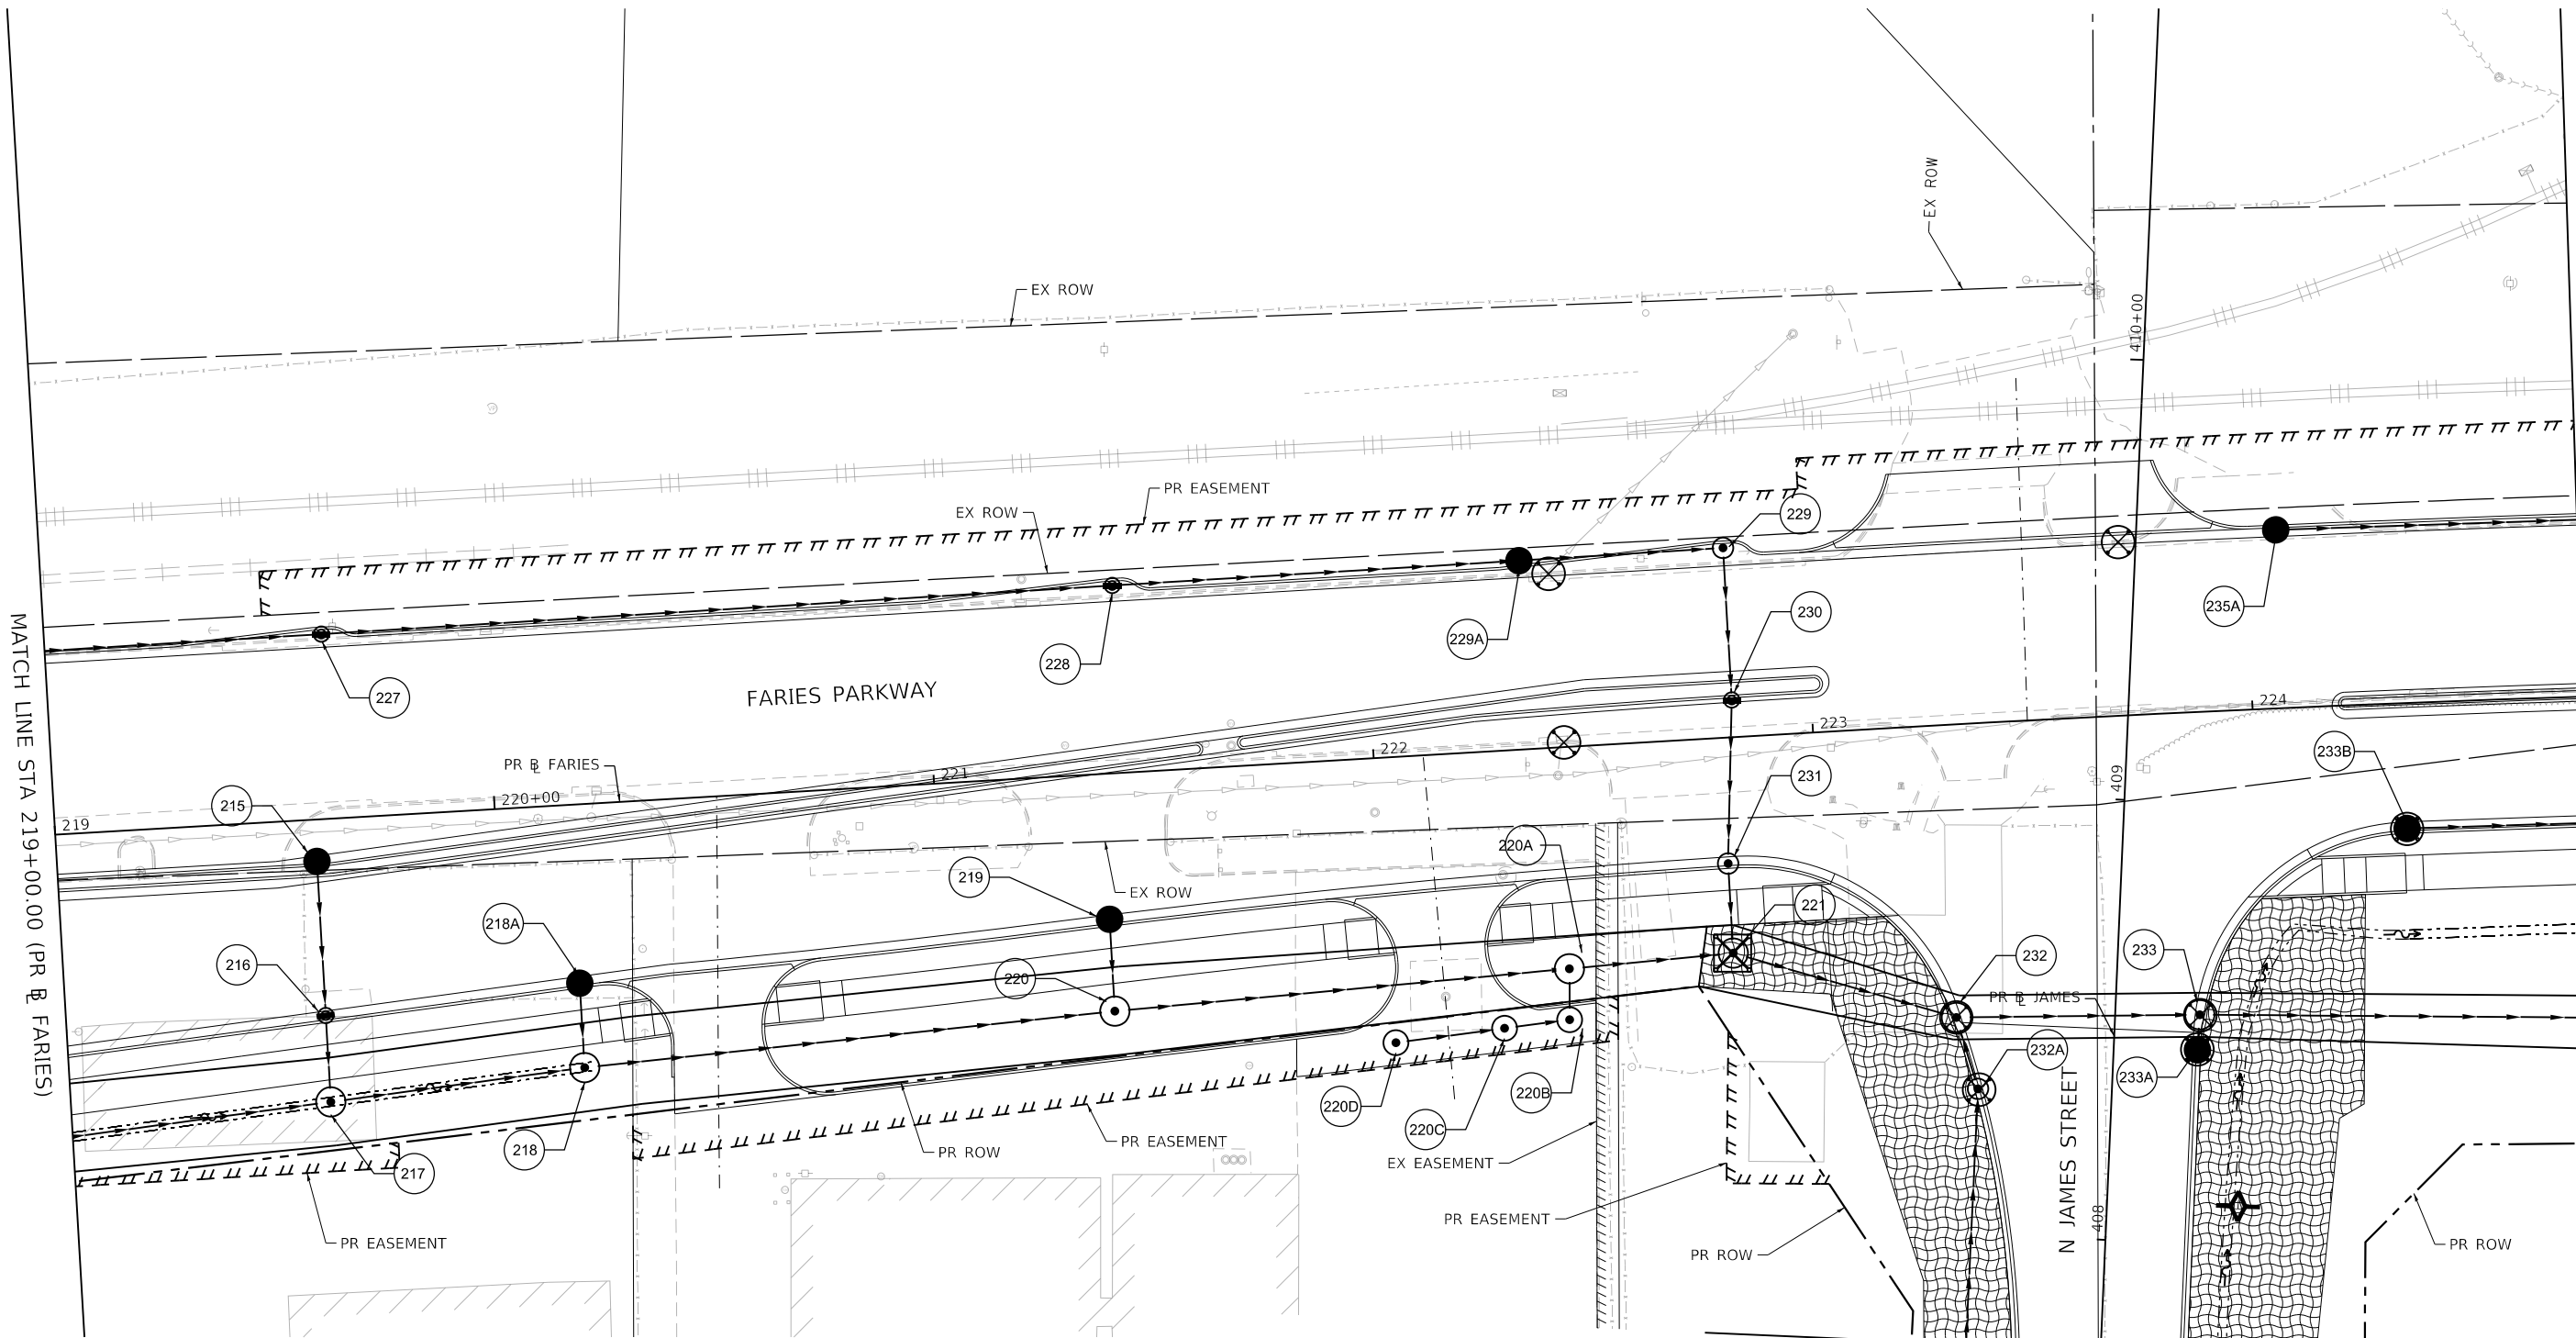 EX ROW
410+00
EX ROW
PR EASEMENT
EX ROW
229
230
229A
235A
228
227
FARIES PARKWAY
MATCH LINE STA 219+00.00 (PR BL FARIES)
224
223
222
221
220+00
219
PR BL FARIES
233B
409
231
215
220A
219
EX ROW
218A
221
216
220
232
233
PR BL JAMES
232A
233A
220B
220D
220C
218
217
PR ROW
PR EASEMENT
EX EASEMENT
PR EASEMENT
PR EASEMENT
PR ROW
N JAMES STREET
408
PR ROW